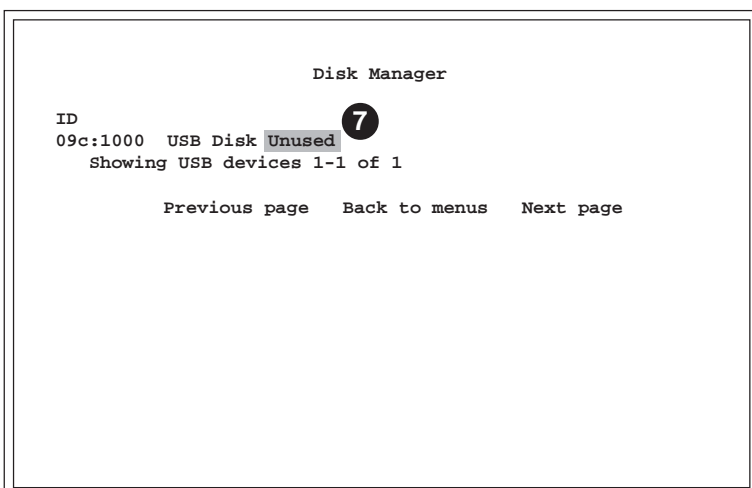 Disk Manager
ID
7
09c:1000 USB Disk Unused
Showing USB devices 1-1 of 1
Previous page Back to menus Next page